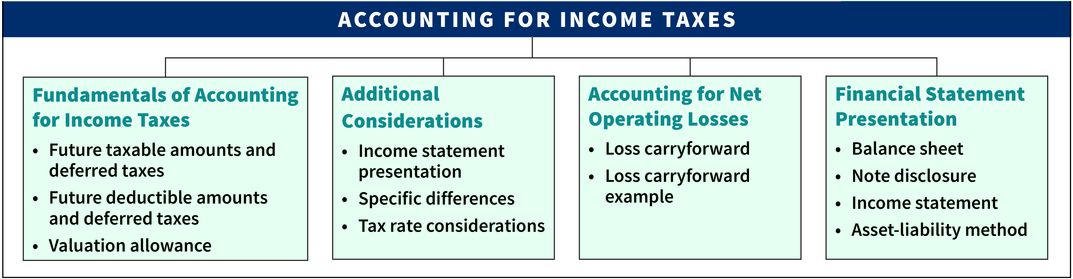 ACCOUNTING FOR INCOME TAXES
Fundamentals of Accounting
for Income Taxes
• Future taxable amounts and
deferred taxes
• Future deductible amounts
and deferred taxes
• Valuation allowance
Additional
Considerations
• Income statement
presentation
• Specific differences
• Tax rate considerations
Accounting for Net
Operating Losses
• Loss carryforward
• Loss carryforward
example
Financial Statement
Presentation
• Balance sheet
• Note disclosure
• Income statement
• Asset-liability method